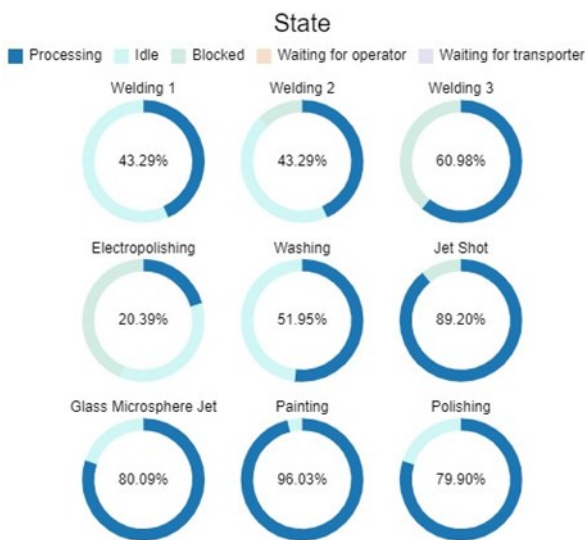 State
Processing Idle Blocked Waiting for operator Waiting for transporter
Welding 1 Welding 2 Welding 3
43.29% 43.29% 60.98%
Electropolishing Washing Jet Shot
20.39% 51.95% 89.20%
Glass Microsphere Jet Painting Polishing
80.09% 96.03% 79.90%